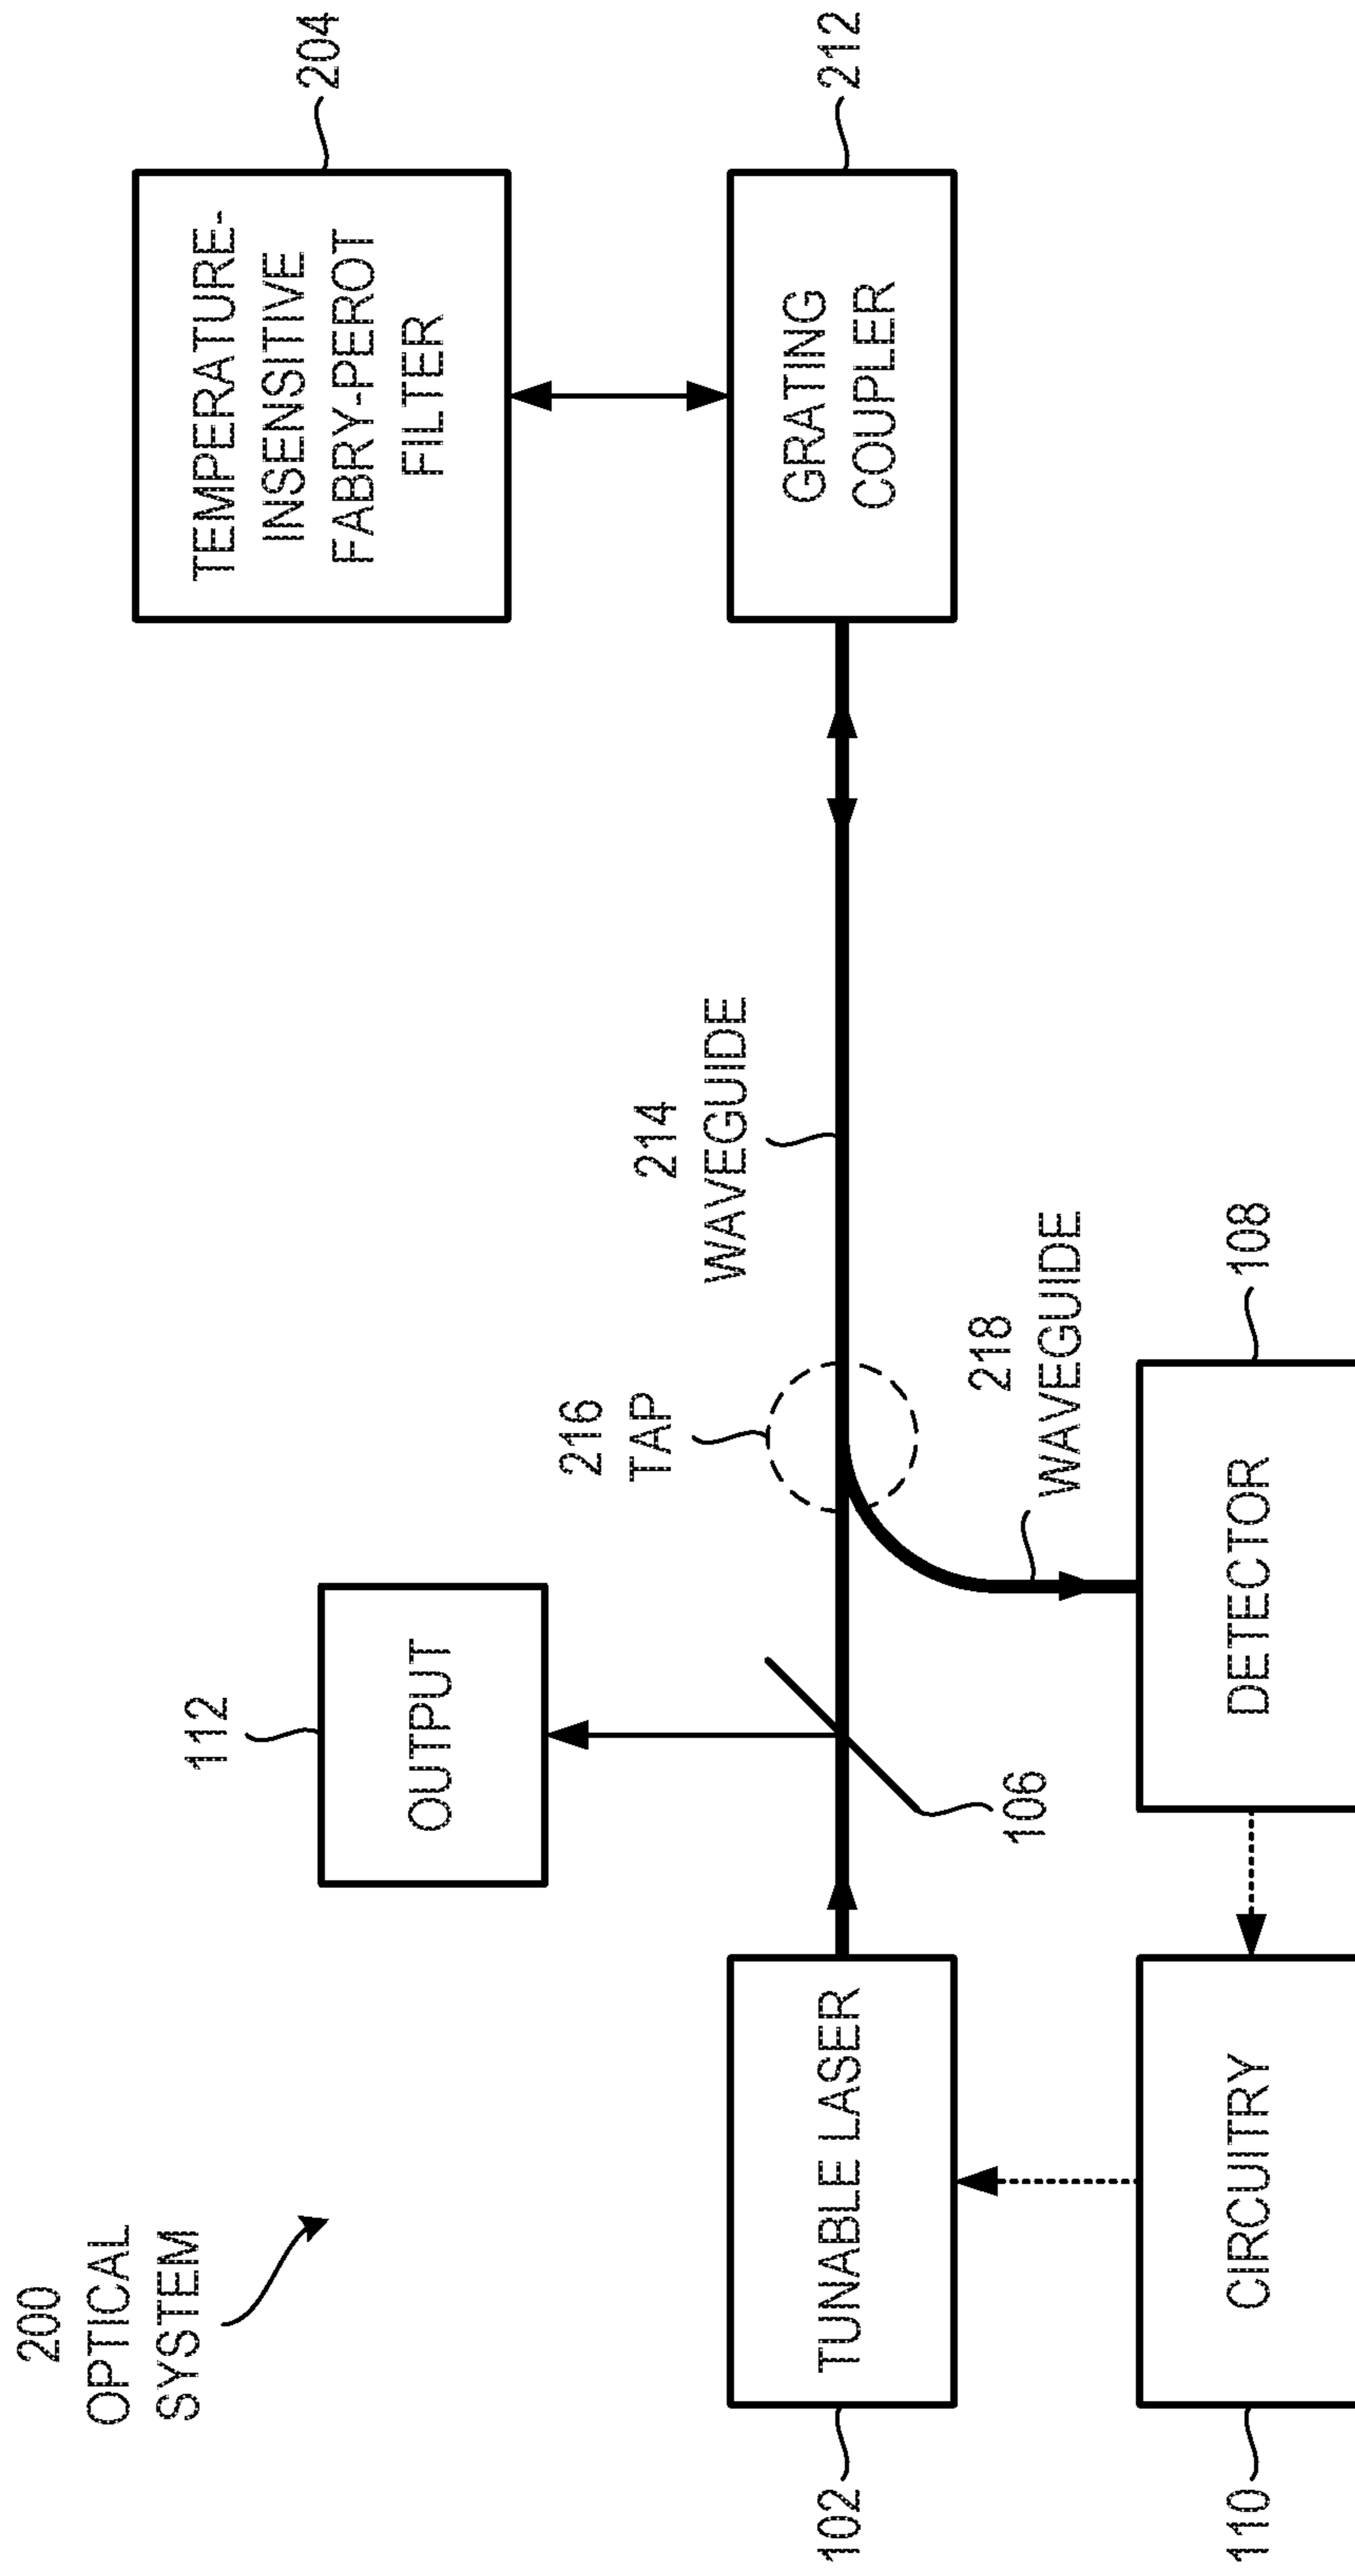 200
OPTICAL
SYSTEM
112
OUTPUT
216
TAP
214
WAVEGUIDE
TEMPERATURE-
INSENSITIVE
FABRY-PEROT
FILTER
204
102
TUNABLE LASER
106
218
WAVEGUIDE
GRATING
COUPLER
212
110
CIRCUITRY
DETECTOR
108